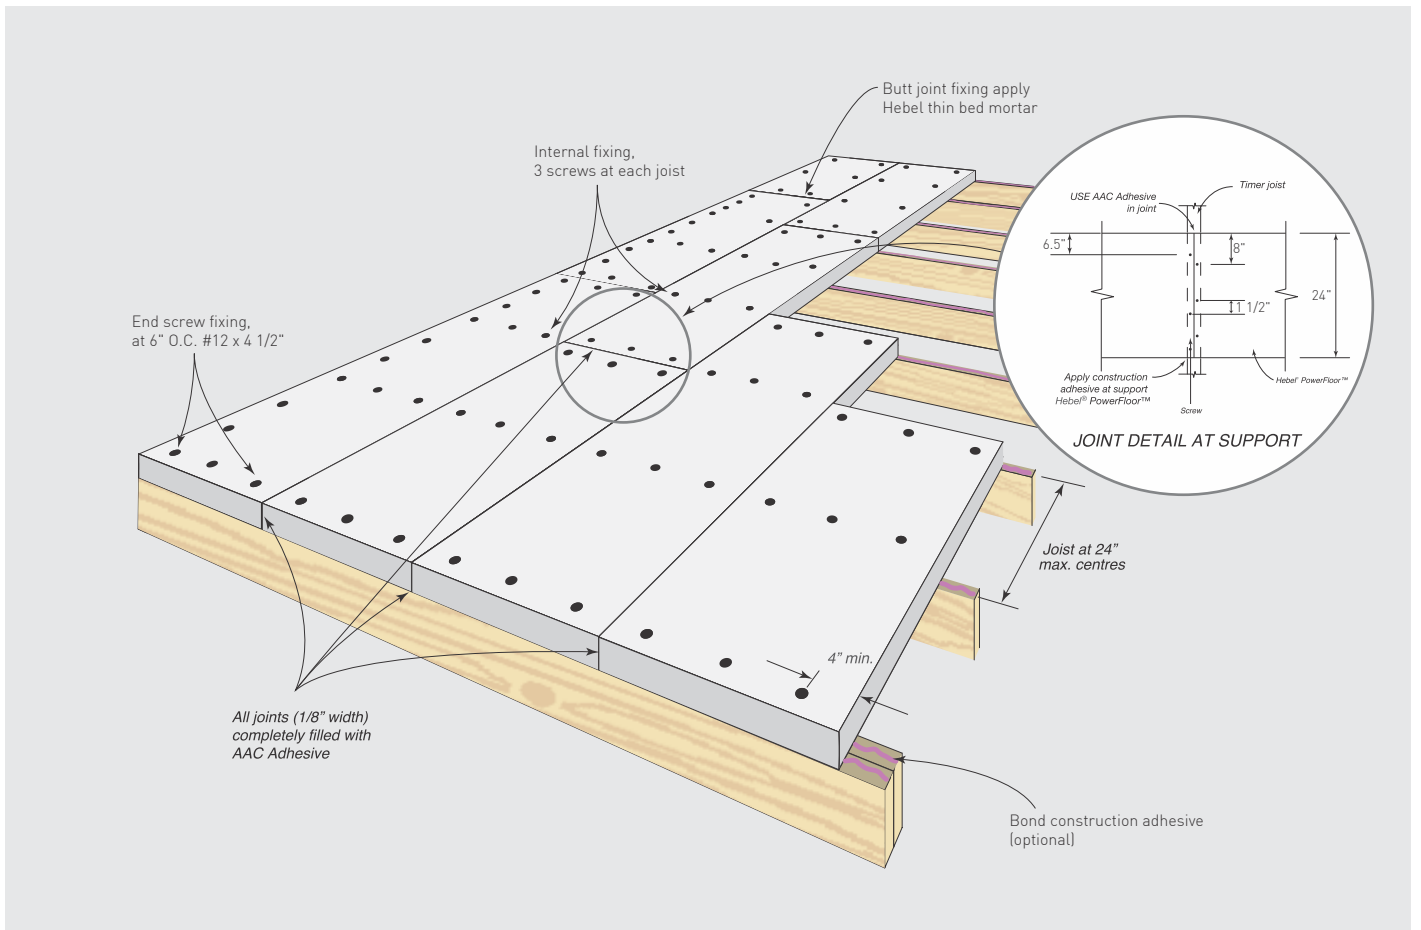 Butt joint fixing apply
Hebel thin bed mortar
Internal fixing,
3 screws at each joist
End screw fixing,
at 6" O.C. #12 x 4 1/2"
USE AAC Adhesive
in joint
Timer joist
6.5"
8"
24"
1 1/2"
Apply construction
adhesive at support
Hebel® PowerFloor™
Hebel® PowerFloor™
Screw
JOINT DETAIL AT SUPPORT
Joist at 24”
max. centres
4” min.
All joints (1/8” width)
completely filled with
AAC Adhesive
Bond construction adhesive
(optional)